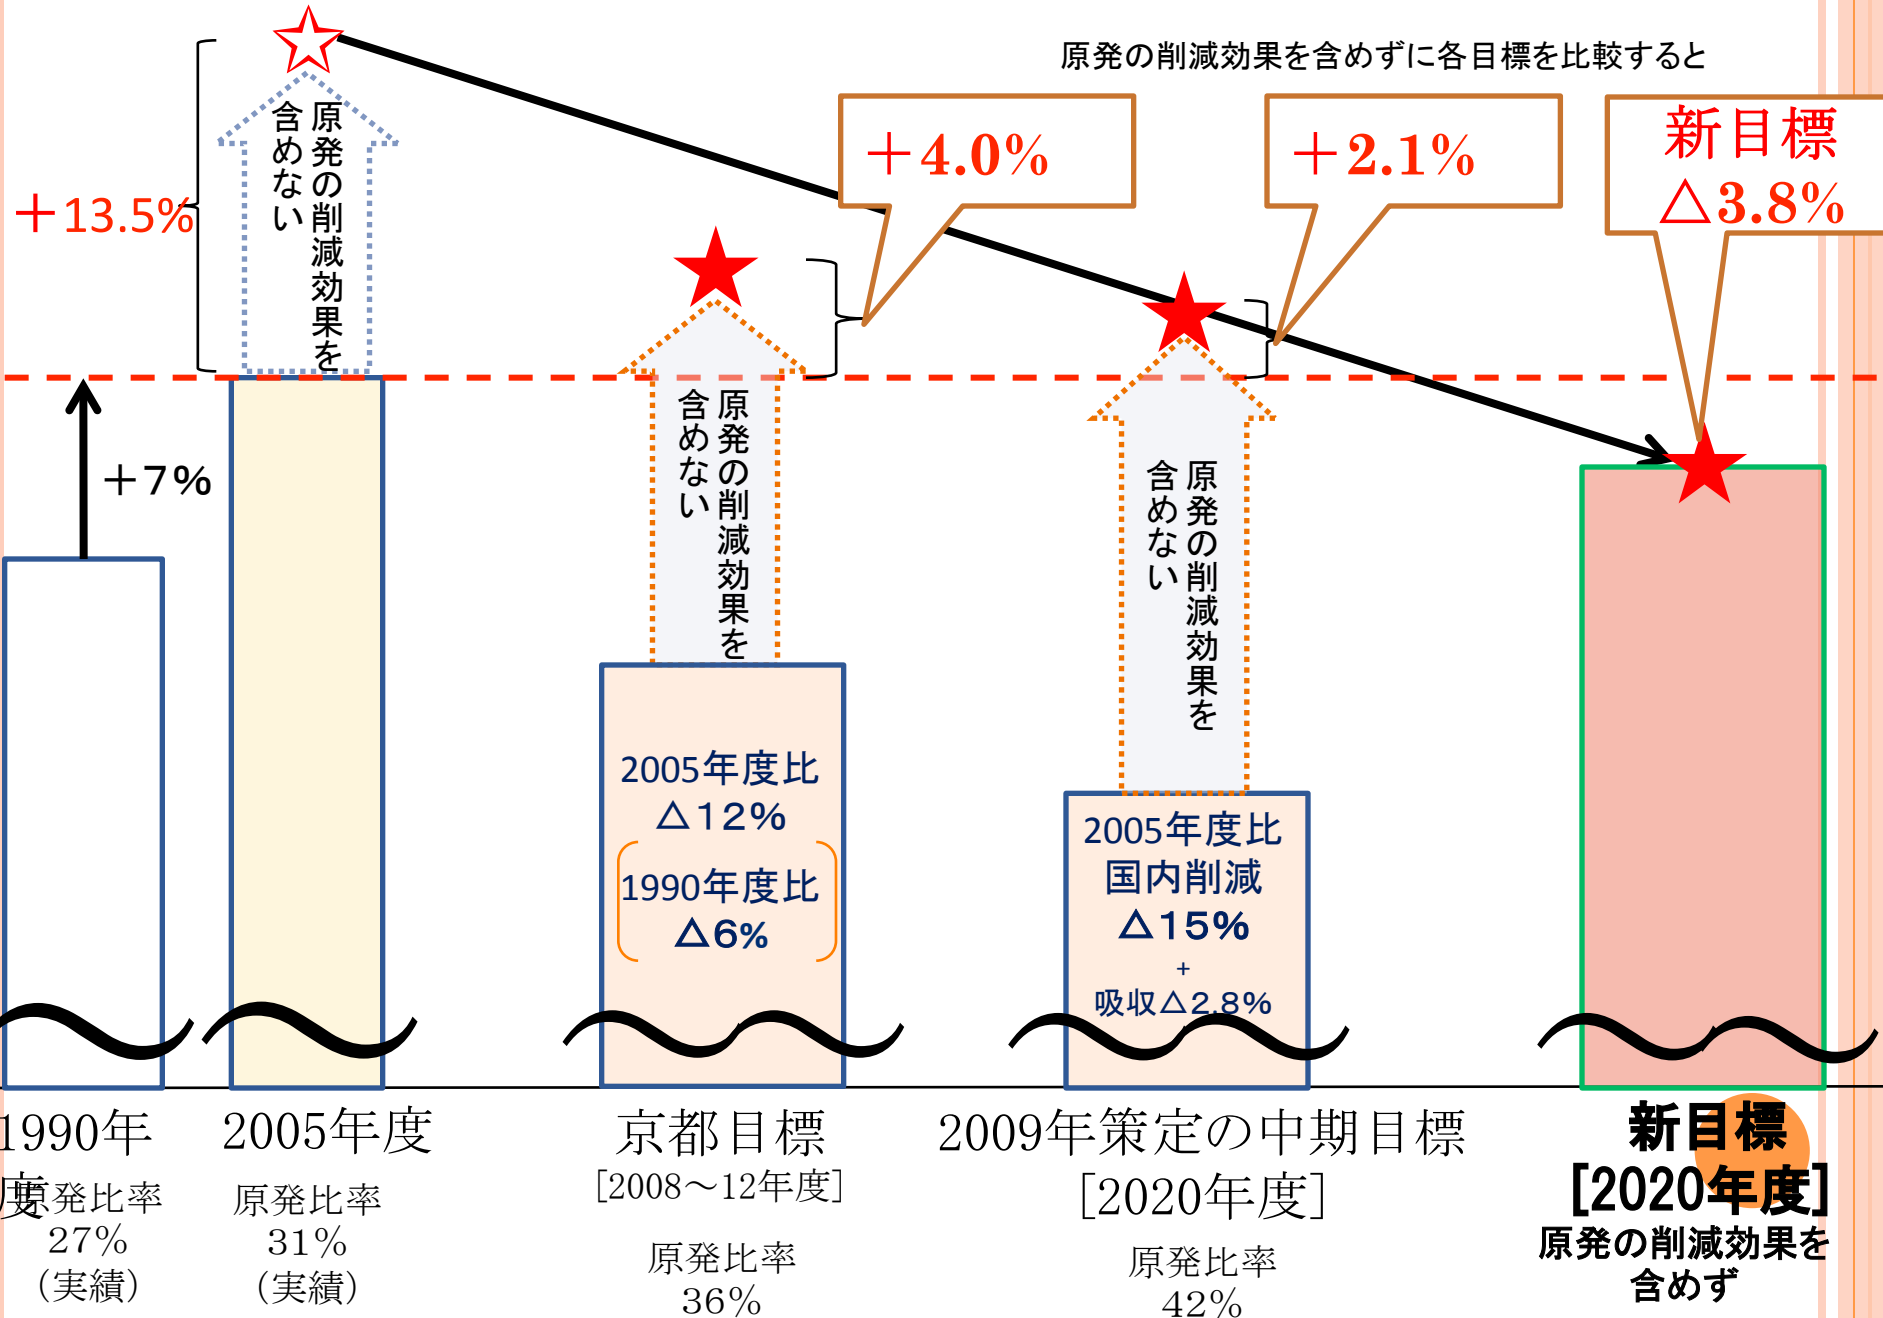 原発の削減効果を含めずに各目標を比較すると
+13.5%
原発の削減効果を
含めない
+4.0%
+2.1%
新目標
△3.8%
+7%
原発の削減効果を
含めない
原発の削減効果を
含めない
2005年度比
△12%
1990年度比
△6%
2005年度比
国内削減
△15%
+
吸収△2.8%
1990年
度
原発比率
27%
(実績)
2005年度
原発比率
31%
(実績)
京都目標
[2008～12年度]
原発比率
36%
2009年策定の中期目標
[2020年度]
原発比率
42%
新目標
[2020年度]
原発の削減効果を
含めず